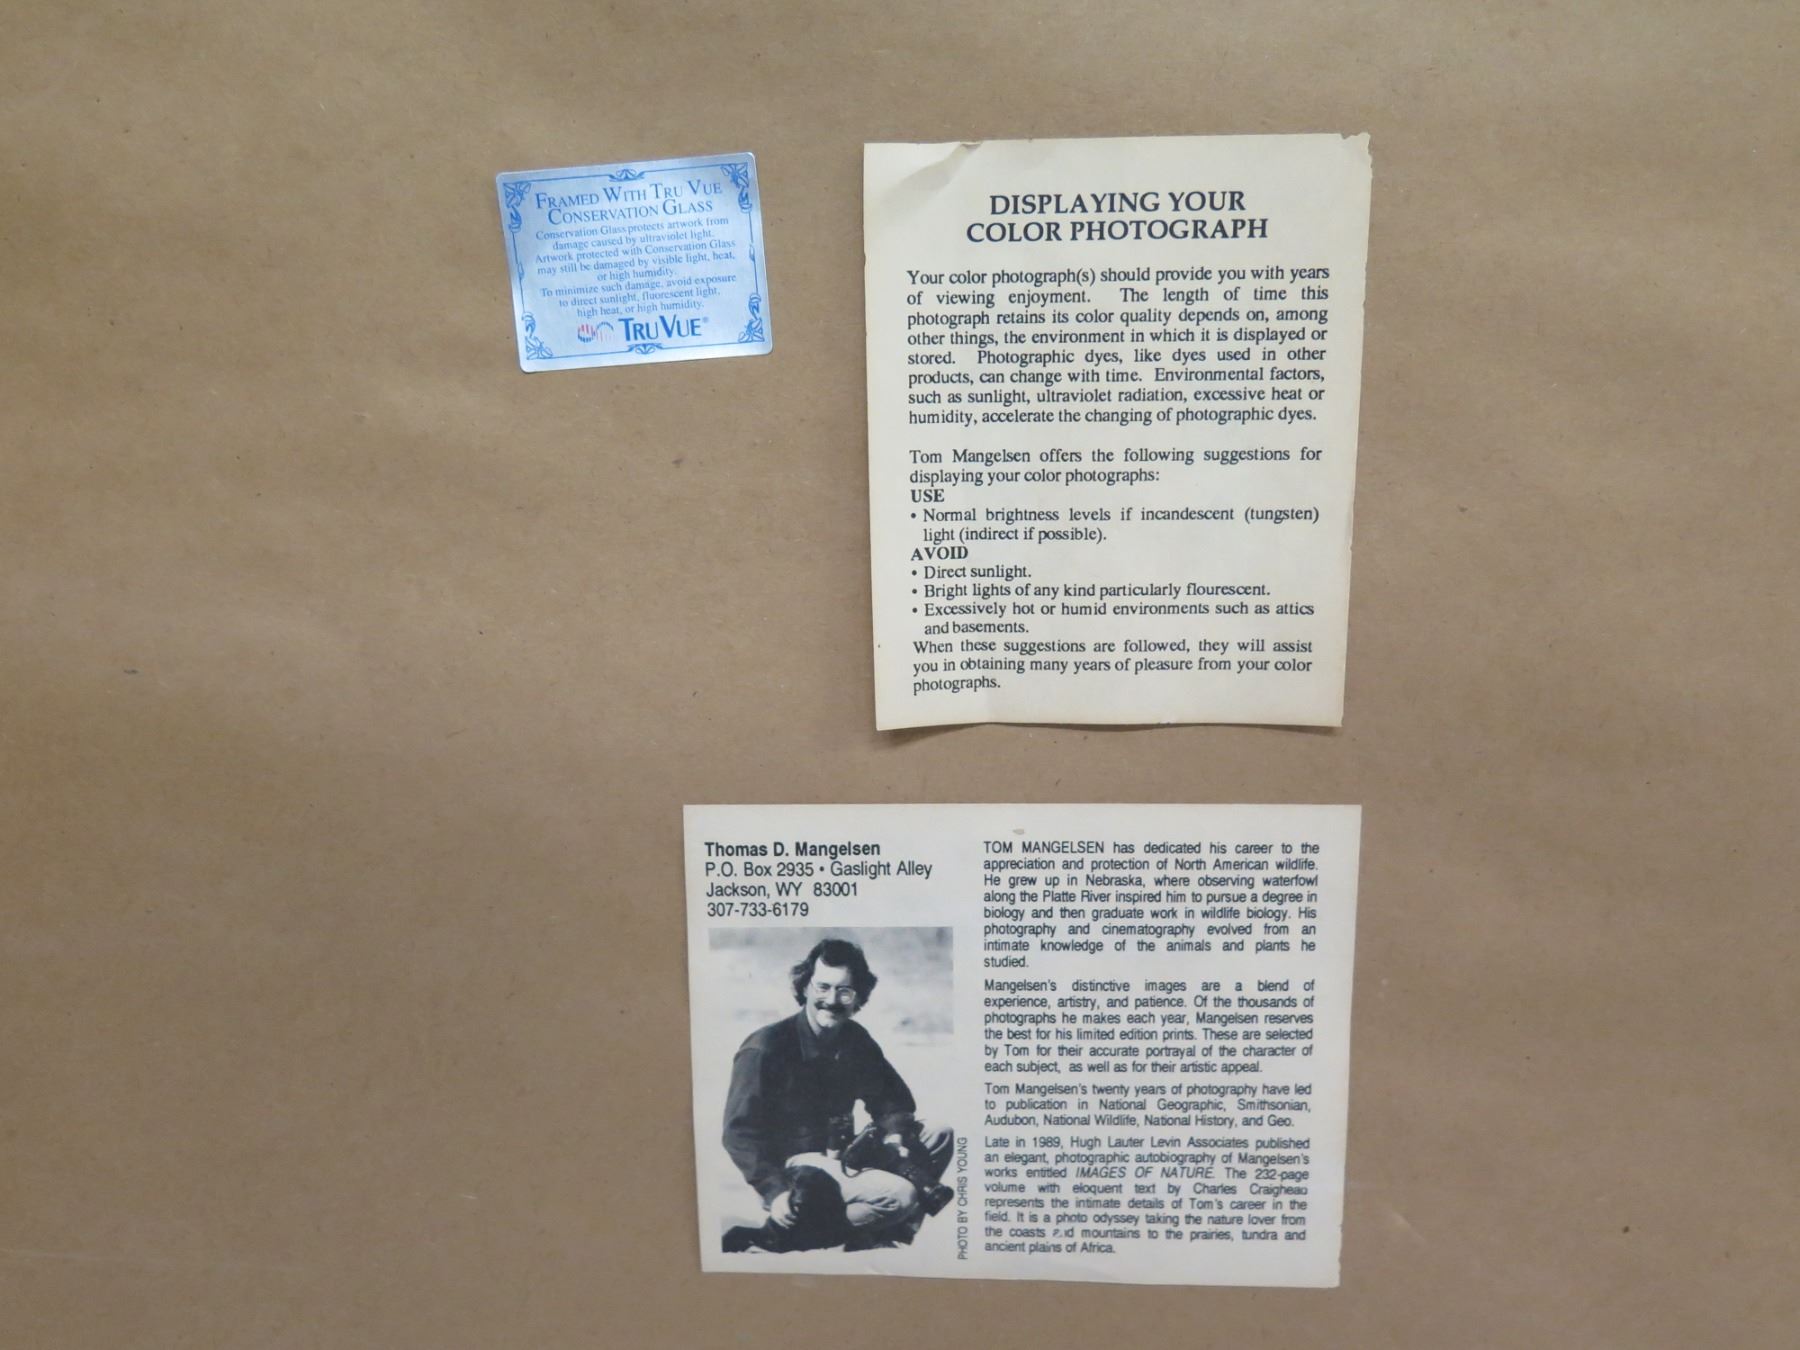 FRAMED WITH TRU VUE
CONSERVATION GLASS
Conservation Glass protects artwork from
damage caused by ultraviolet light.
Artwork protected with Conservation Glass
may still be damaged by visible light, heat,
or high humidity.
To minimize such damage, avoid exposure
to direct sunlight, fluorescent light,
high heat, or high humidity.
TRU VUE®
DISPLAYING YOUR
COLOR PHOTOGRAPH
Your color photograph(s) should provide you with years
of viewing enjoyment. The length of time this
photograph retains its color quality depends on, among
other things, the environment in which it is displayed or
stored. Photographic dyes, like dyes used in other
products, can change with time. Environmental factors,
such as sunlight, ultraviolet radiation, excessive heat or
humidity, accelerate the changing of photographic dyes.
Tom Mangelsen offers the following suggestions for
displaying your color photographs:
USE
• Normal brightness levels if incandescent (tungsten)
light (indirect if possible).
AVOID
• Direct sunlight.
• Bright lights of any kind particularly flourescent.
• Excessively hot or humid environments such as attics
and basements.
When these suggestions are followed, they will assist
you in obtaining many years of pleasure from your color
photographs.
Thomas D. Mangelsen
P.O. Box 2935 • Gaslight Alley
Jackson, WY 83001
307-733-6179
PHOTO BY CHRIS YOUNG
TOM MANGELSEN has dedicated his career to the
appreciation and protection of North American wildlife.
He grew up in Nebraska, where observing waterfowl
along the Platte River inspired him to pursue a degree in
biology and then graduate work in wildlife biology. His
photography and cinematography evolved from an
intimate knowledge of the animals and plants he
studied.
Mangelsen's distinctive images are a blend of
experience, artistry, and patience. Of the thousands of
photographs he makes each year, Mangelsen reserves
the best for his limited edition prints. These are selected
by Tom for their accurate portrayal of the character of
each subject, as well as for their artistic appeal.
Tom Mangelsen's twenty years of photography have led
to publication in National Geographic, Smithsonian,
Audubon, National Wildlife, National History, and Geo.
Late in 1989, Hugh Lauter Levin Associates published
an elegant, photographic autobiography of Mangelsen's
works entitled IMAGES OF NATURE. The 232-page
volume with eloquent text by Charles Craighead
represents the intimate details of Tom's career in the
field. It is a photo odyssey taking the nature lover from
the coasts and mountains to the prairies, tundra and
ancient plains of Africa.